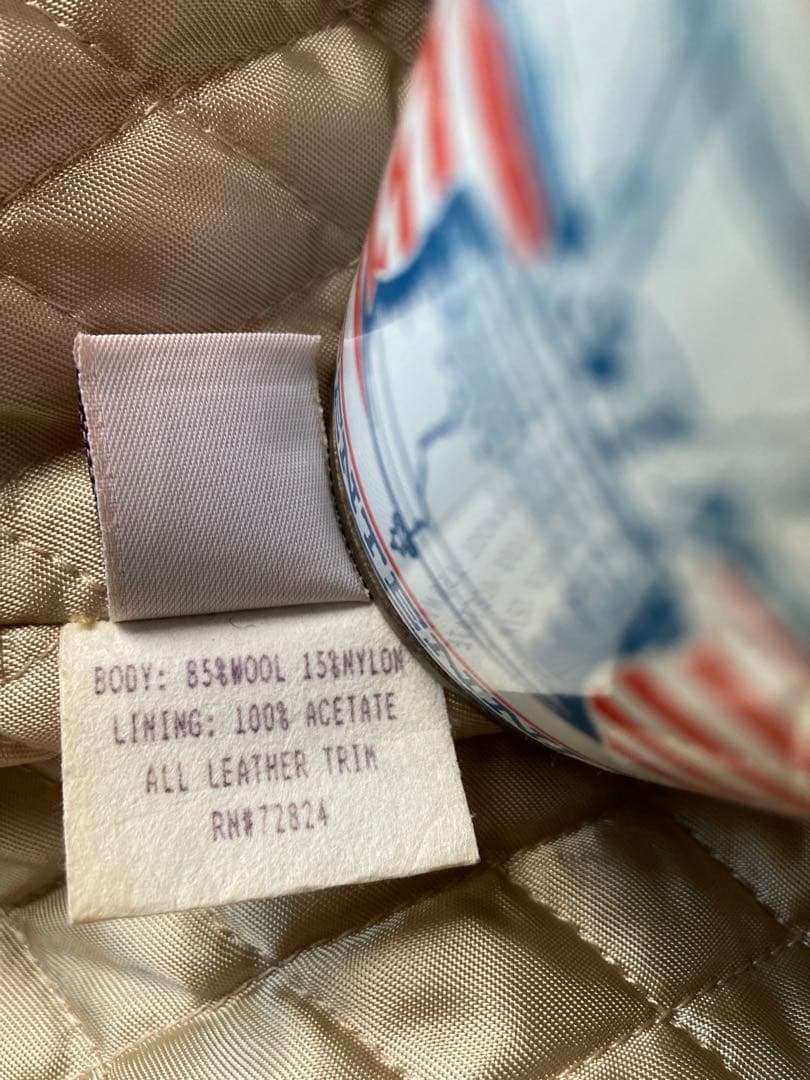 BODY: 85%WOOL 15%NYLON
LINING: 100% ACETATE
ALL LEATHER TRIM
RN#72824